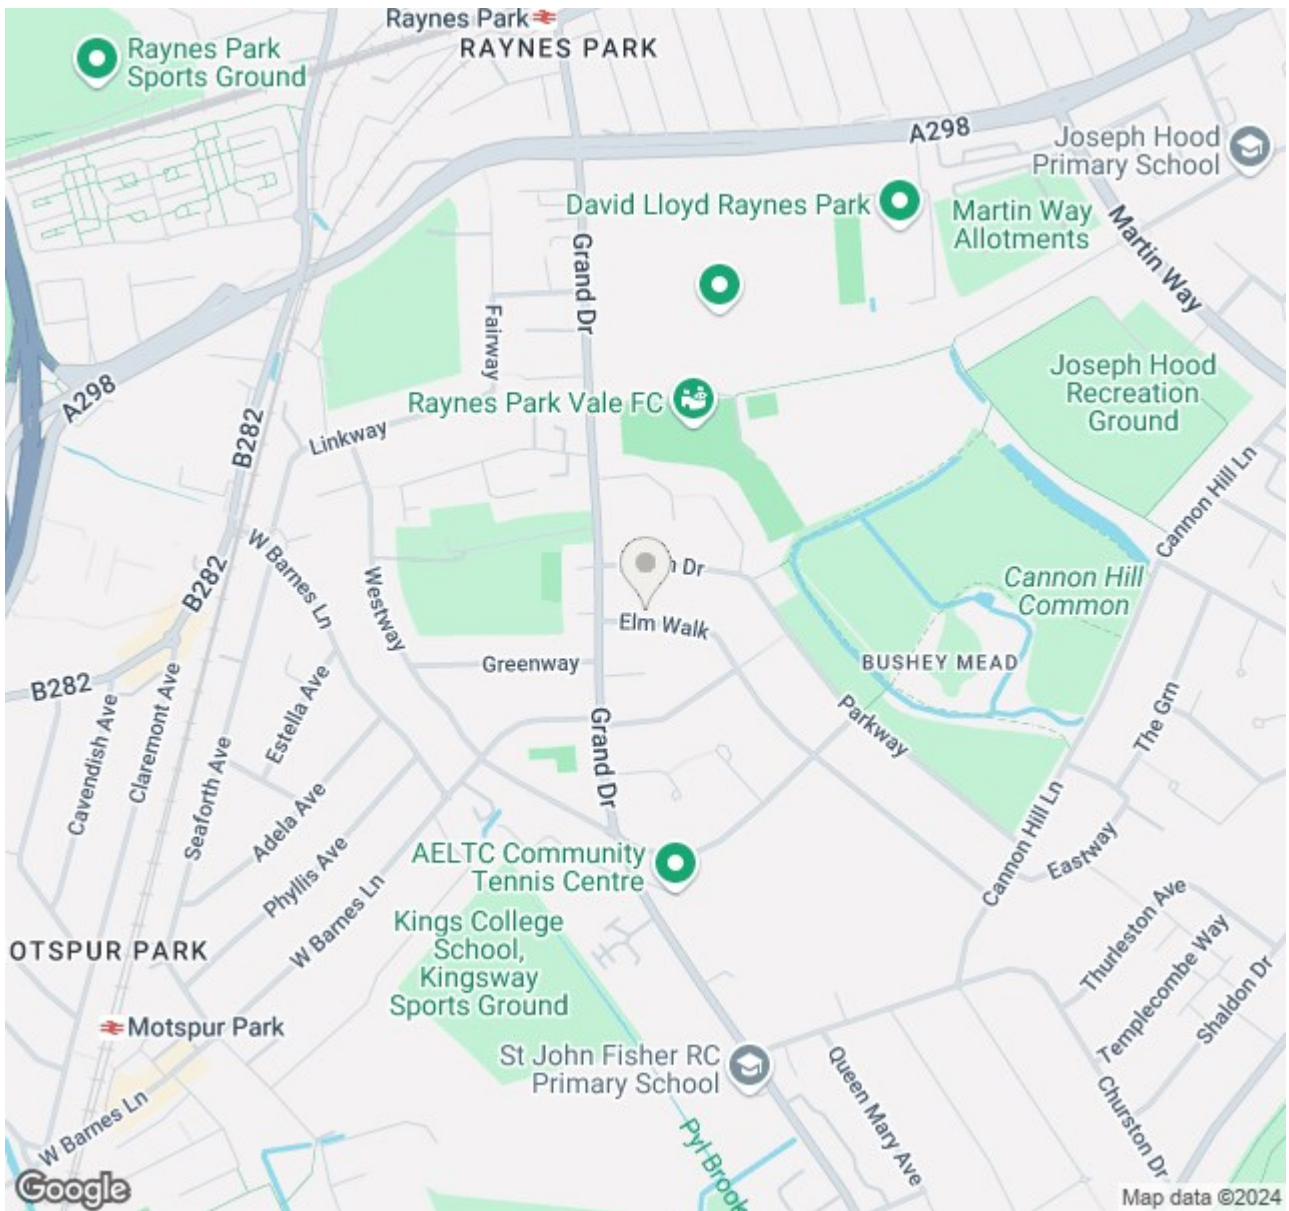 Raynes Park
RAYNES PARK
Raynes Park
Sports Ground
A298
Joseph Hood
Primary School
David Lloyd Raynes Park
Martin Way
Allotments
Martin Way
Grand Dr
Fairway
A298
Joseph Hood
Recreation
Ground
Raynes Park Vale FC
Linkway
B282
Cannon Hill Ln
W Barnes Ln
Westway
B282
Dr
Elm Walk
Cannon Hill
Common
Greenway
BUSHEY MEAD
B282
Cavendish Ave
Claremont Ave
Estella Ave
Seaforth Ave
Grand Dr
Parkway
The Grn
Adela Ave
Phyllis Ave
Cannon Hill Ln
Eastway
AELTC Community
Tennis Centre
W Barnes Ln
Kings College
School,
Kingsway
Sports Ground
OTSPUR PARK
Thurleston Ave
Templecombe Way
Shaldon Dr
Motspur Park
St John Fisher RC
Primary School
Queen Mary Ave
Churston Dr
W Barnes Ln
Pyl Brook
Google
Map data ©2024